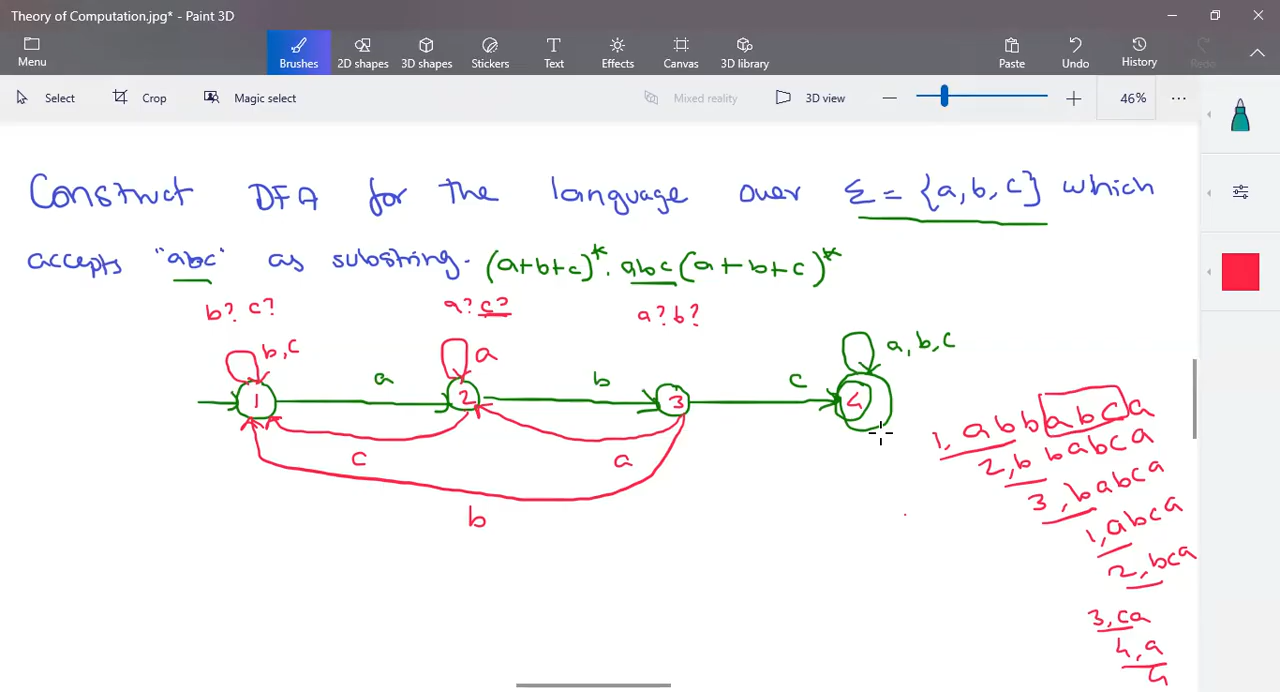 Theory of Computation.jpg* - Paint 3D
Menu
Brushes
2D shapes
3D shapes
Stickers
Text
Effects
Canvas
3D library
Paste
Undo
History
Redo
Select
Crop
Magic select
Mixed reality
3D view
46%
Construct DFA for the language over Σ = {a, b, c} which
accepts "abc" as substring. (a+b+c)*. abc(a+b+c)*
b? c?
a? c?
a? b?
b, c
a
a, b, c
a
b
c
1
2
3
4
c
a
b
1, abbabca
2, bbabca
3, babca
1, abca
2, bca
3, ca
4, a
4